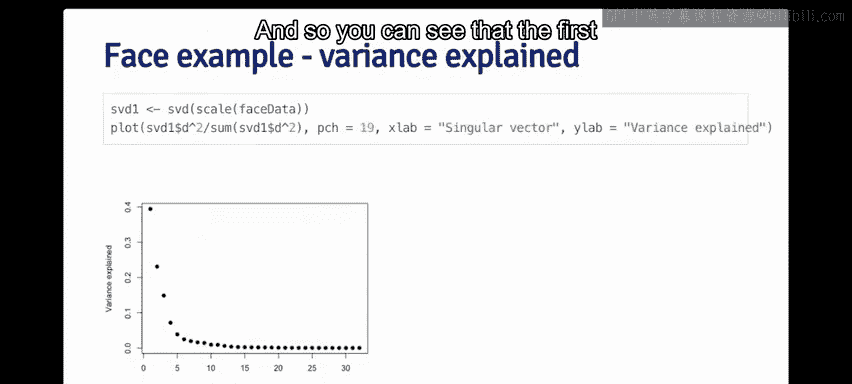 And so you can see that the first
Face example - variance explained
svd1 <- svd(scale(faceData))
plot(svd1$d^2/sum(svd1$d^2), pch = 19, xlab = "Singular vector", ylab = "Variance explained")
Variance explained
0.4
0.3
0.2
0.1
0.0
0 5 10 15 20 25 30